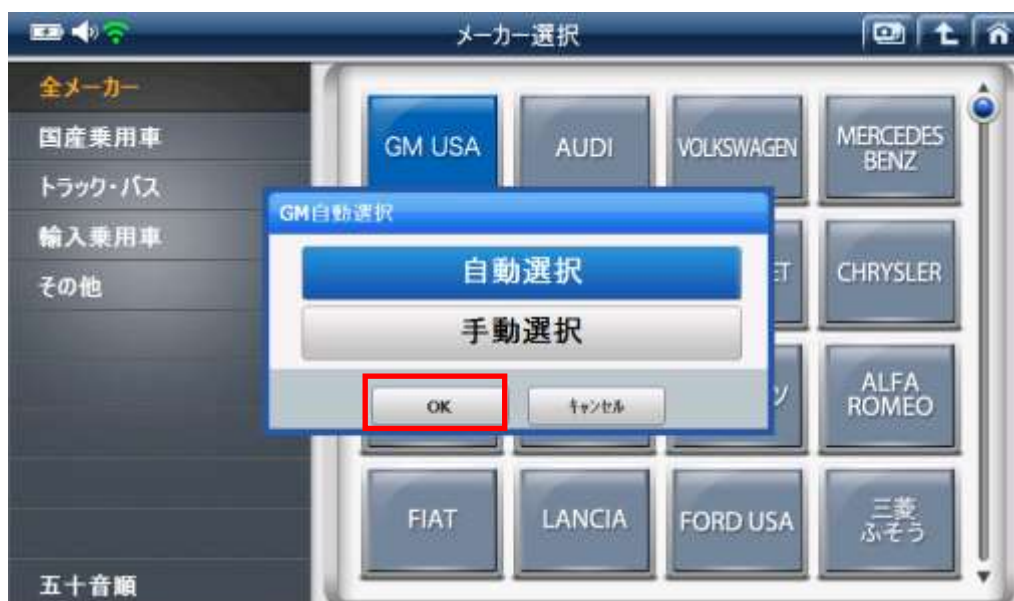 メーカー選択
全メーカー
国産乗用車
トラック・バス
輸入乗用車
その他
五十音順
GM USA
AUDI
VOLKSWAGEN
MERCEDES
BENZ
GM自動選択
自動選択
手動選択
OK
キャンセル
ET
CHRYSLER
ツ
ALFA
ROMEO
FIAT
LANCIA
FORD USA
三菱
ふそう